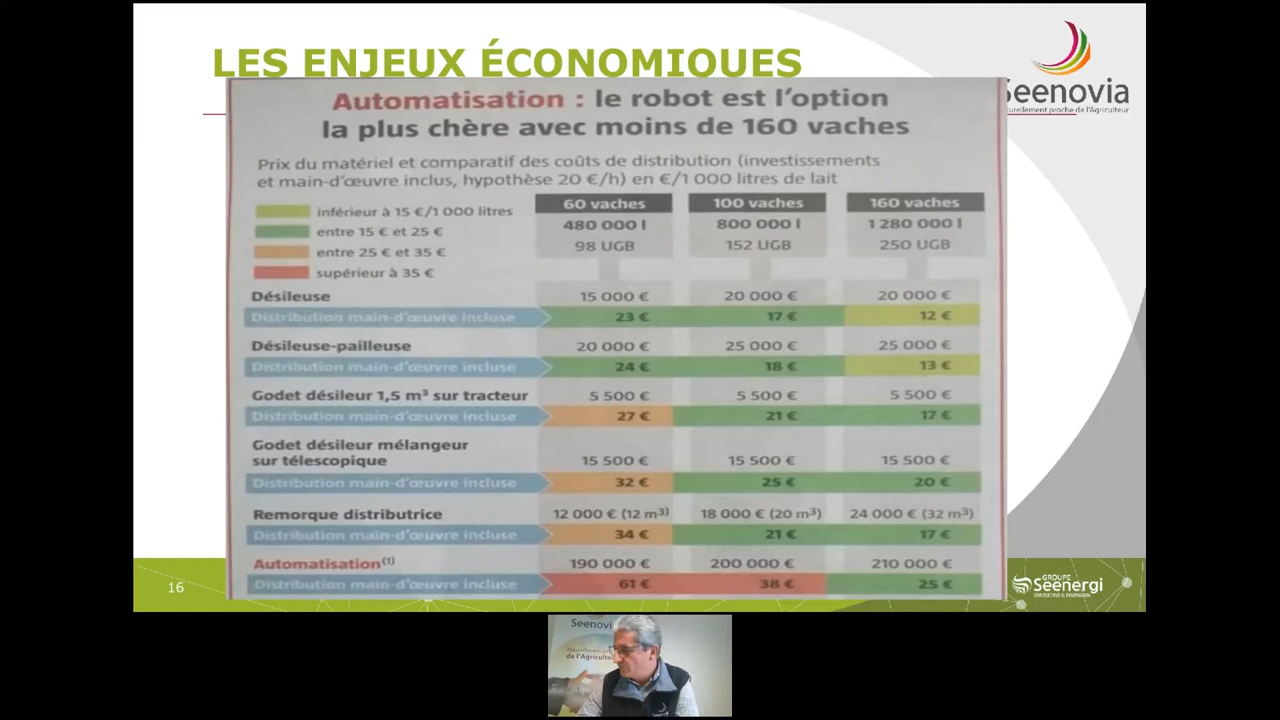 LES ENJEUX ÉCONOMIQUES
Seenovia
Automatisation : le robot est l'option
la plus chère avec moins de 160 vaches
Prix du matériel et comparatif des coûts de distribution (investissements
et main-d'œuvre inclus, hypothèse 20 €/h) en €/1 000 litres de lait
60 vaches 100 vaches 160 vaches
inférieur à 15 €/1 000 litres 480 000 l 800 000 l 1 280 000 l
entre 15 € et 25 €
98 UGB 152 UGB 250 UGB
entre 25 € et 35 €
supérieur à 35 €
Désileuse 15 000 € 20 000 € 20 000 €
Distribution main-d'œuvre incluse 23 € 17 € 12 €
Désileuse-pailleuse 20 000 € 25 000 € 25 000 €
Distribution main-d'œuvre incluse 24 € 18 € 13 €
Godet désileur 1,5 m³ sur tracteur 5 500 € 5 500 € 5 500 €
Distribution main-d'œuvre incluse 27 € 21 € 17 €
Godet désileur mélangeur
sur télescopique 15 500 € 15 500 € 15 500 €
Distribution main-d'œuvre incluse 32 € 25 € 20 €
Remorque distributrice 12 000 € (12 m³) 18 000 € (20 m³) 24 000 € (32 m³)
Distribution main-d'œuvre incluse 34 € 21 € 17 €
Automatisation(1) 190 000 € 200 000 € 210 000 €
Distribution main-d'œuvre incluse 61 € 38 € 25 €
16
GROUPE
Seenergi
Seenovi
de l'Agriculteu